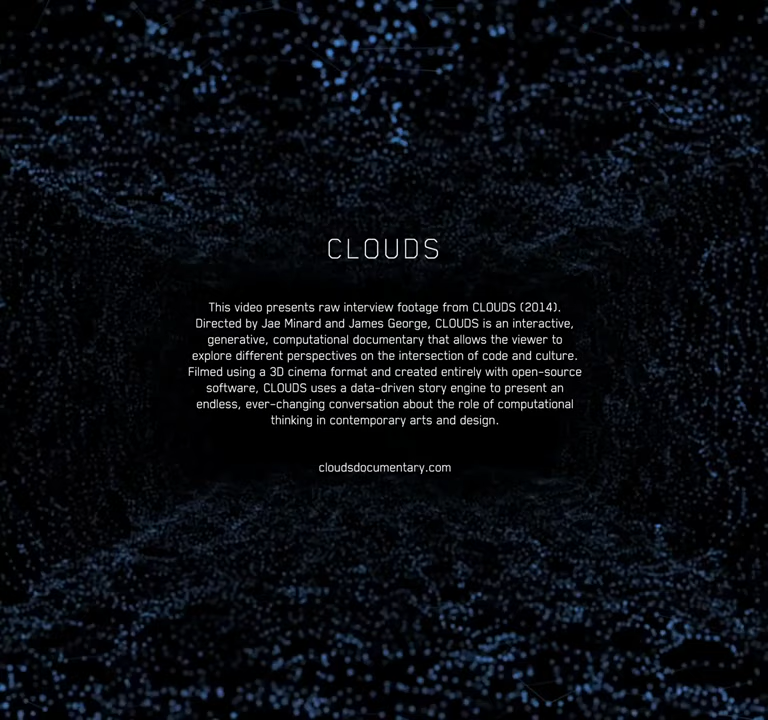 CLOUDS
This video presents raw interview footage from CLOUDS (2014).
Directed by Jae Minard and James George, CLOUDS is an interactive,
generative, computational documentary that allows the viewer to
explore different perspectives on the intersection of code and culture.
Filmed using a 3D cinema format and created entirely with open-source
software, CLOUDS uses a data-driven story engine to present an
endless, ever-changing conversation about the role of computational
thinking in contemporary arts and design.
cloudsdocumentary.com